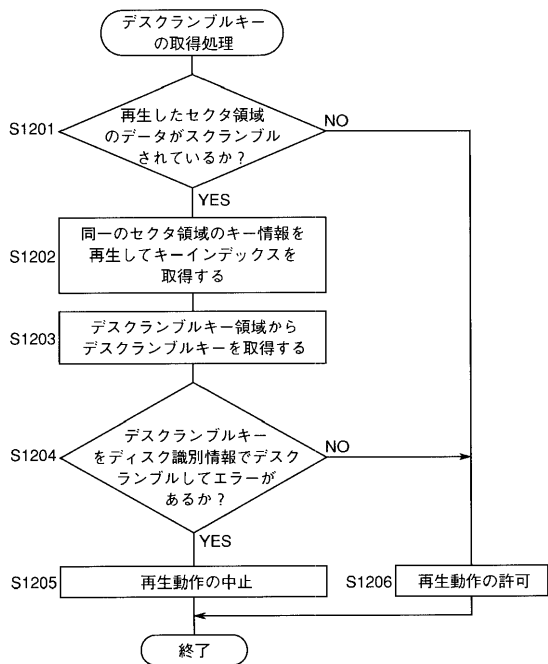 デスクランブルキー
の取得処理
S1201
再生したセクタ領域
のデータがスクランブル
されているか？
NO
YES
S1202
同一のセクタ領域のキー情報を
再生してキーインデックスを
取得する
S1203
デスクランブルキー領域から
デスクランブルキーを取得する
S1204
デスクランブルキー
をディスク識別情報でデスク
ランブルしてエラーが
あるか？
NO
YES
S1205
再生動作の中止
S1206
再生動作の許可
終了